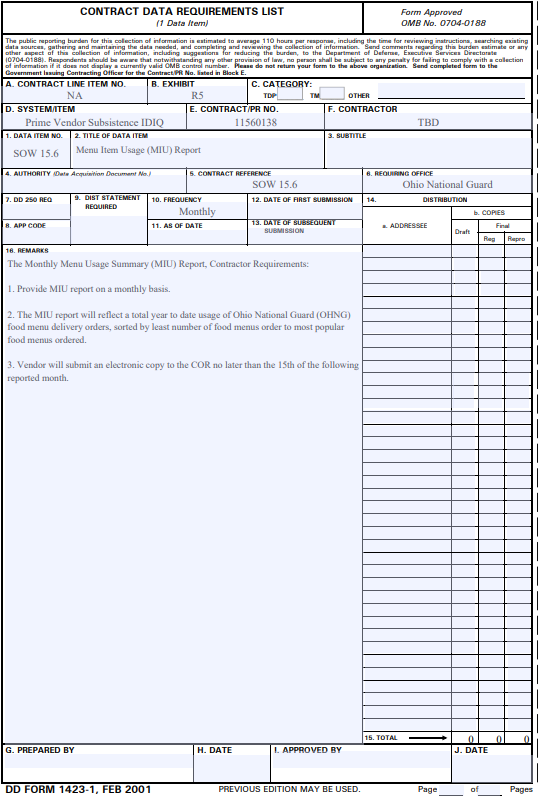 CONTRACT DATA REQUIREMENTS LIST
(1 Data Item)
Form Approved
OMB No. 0704-0188
The public reporting burden for this collection of information is estimated to average 110 hours per response, including the time for reviewing instructions, searching existing
data sources, gathering and maintaining the data needed, and completing and reviewing the collection of information. Send comments regarding this burden estimate or any
other aspect of this collection of information, including suggestions for reducing the burden, to the Department of Defense, Executive Services Directorate
(0704-0188). Respondents should be aware that notwithstanding any other provision of law, no person shall be subject to any penalty for failing to comply with a collection
of information if it does not display a currently valid OMB control number. Please do not return your form to the above organization. Send completed form to the
Government Issuing Contracting Officer for the Contract/PR No. listed in Block E.
A. CONTRACT LINE ITEM NO.
NA
B. EXHIBIT
R5
C. CATEGORY:
TDP TM OTHER
D. SYSTEM/ITEM
Prime Vendor Subsistence IDIQ
E. CONTRACT/PR NO.
11560138
F. CONTRACTOR
TBD
1. DATA ITEM NO.
SOW 15.6
2. TITLE OF DATA ITEM
Menu Item Usage (MIU) Report
3. SUBTITLE
4. AUTHORITY (Data Acquisition Document No.)
5. CONTRACT REFERENCE
SOW 15.6
6. REQUIRING OFFICE
Ohio National Guard
7. DD 250 REQ
9. DIST STATEMENT
REQUIRED
10. FREQUENCY
Monthly
12. DATE OF FIRST SUBMISSION
14. DISTRIBUTION
8. APP CODE
11. AS OF DATE
13. DATE OF SUBSEQUENT
SUBMISSION
a. ADDRESSEE
b. COPIES
Draft
Final
Reg Repro
16. REMARKS
The Monthly Menu Usage Summary (MIU) Report, Contractor Requirements:
1. Provide MIU report on a monthly basis.
2. The MIU report will reflect a total year to date usage of Ohio National Guard (OHNG)
food menu delivery orders, sorted by least number of food menus order to most popular
food menus ordered.
3. Vendor will submit an electronic copy to the COR no later than the 15th of the following
reported month.
15. TOTAL
0 0 0
G. PREPARED BY
H. DATE
I. APPROVED BY
J. DATE
DD FORM 1423-1, FEB 2001
PREVIOUS EDITION MAY BE USED.
Page of Pages